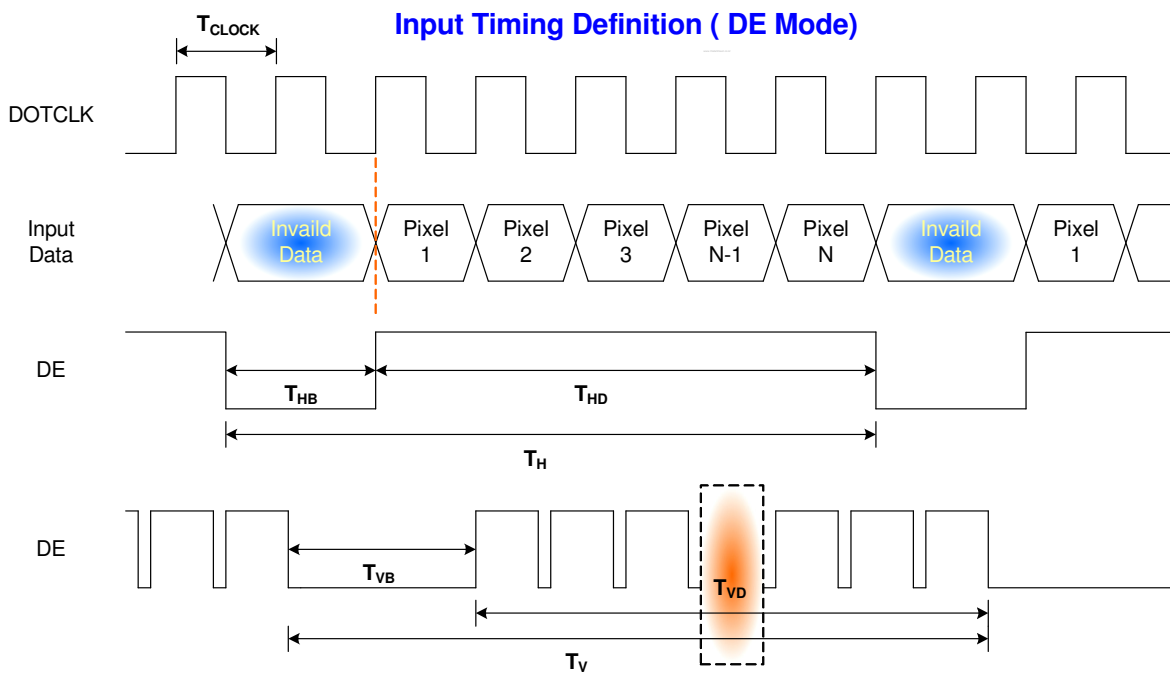 Input Timing Definition ( DE Mode)
TCLOCK
DOTCLK
Input
Data
Invaild
Data
Pixel
1
Pixel
2
Pixel
3
Pixel
N-1
Pixel
N
Invaild
Data
Pixel
1
DE
THB
THD
TH
DE
TVB
TVD
TV